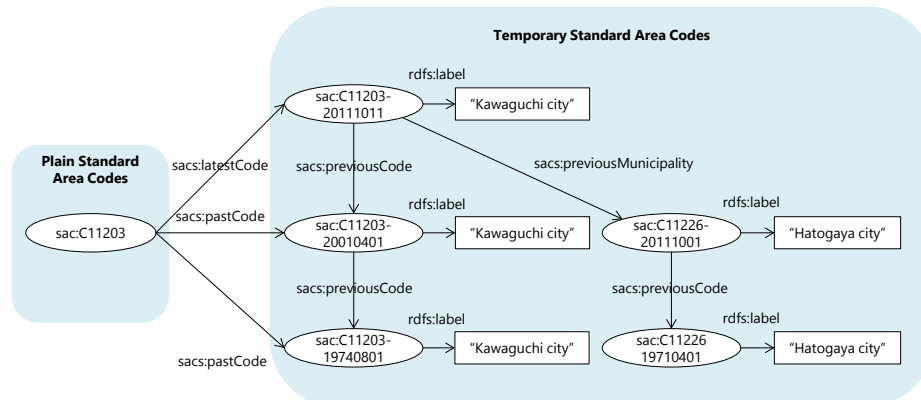 Temporary Standard Area Codes
rdfs:label
sac:C11203-
20111011
“Kawaguchi city”
Plain Standard
Area Codes
sacs:latestCode
sacs:previousCode
sacs:previousMunicipality
sacs:pastCode
rdfs:label
rdfs:label
sac:C11203
sac:C11203-
20010401
“Kawaguchi city”
sac:C11226-
20111001
“Hatogaya city”
sacs:previousCode
sacs:previousCode
rdfs:label
rdfs:label
sacs:pastCode
sac:C11203-
19740801
“Kawaguchi city”
sac:C11226
19710401
“Hatogaya city”